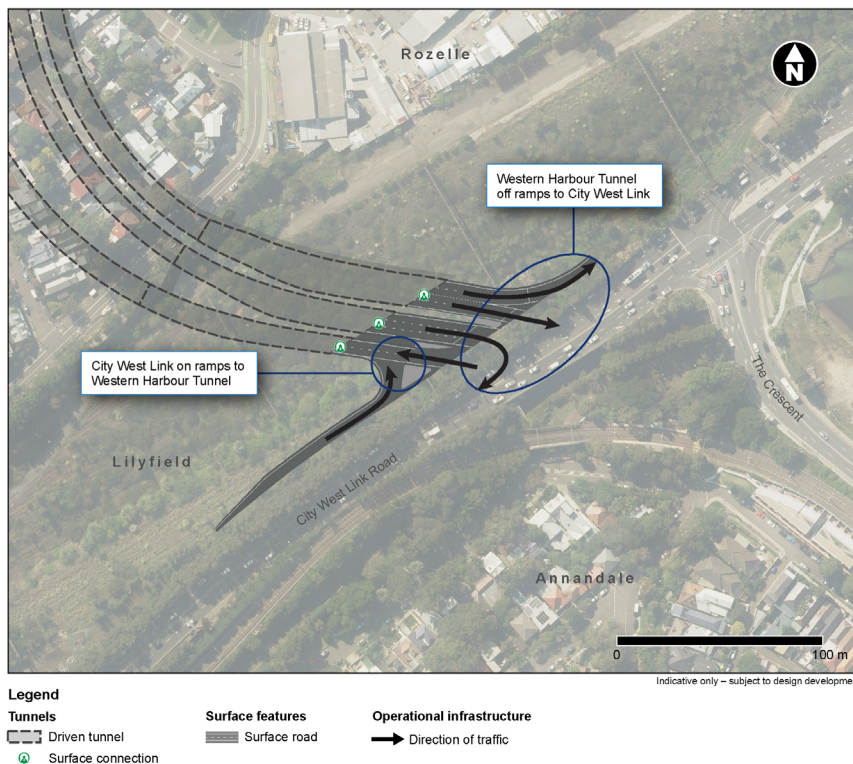 Rozelle
N
Western Harbour Tunnel
off ramps to City West Link
City West Link on ramps to
Western Harbour Tunnel
The Crescent
Lilyfield
City West Link Road
Annandale
0
100 m
Indicative only – subject to design developme
Legend
Tunnels
Driven tunnel
Surface connection
Surface features
Surface road
Operational infrastructure
Direction of traffic